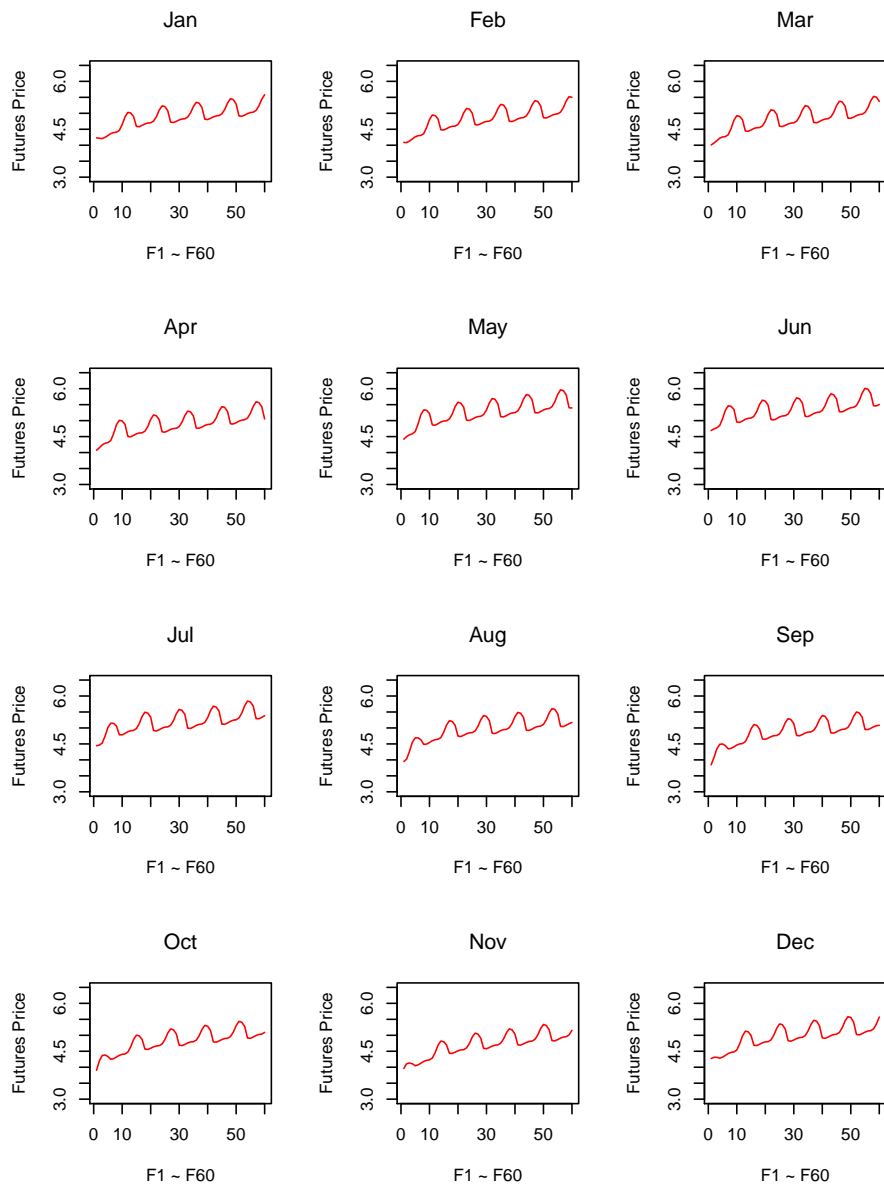 Jan Feb Mar
Futures Price 3.0 4.5 6.0 Futures Price 3.0 4.5 6.0 Futures Price 3.0 4.5 6.0
0 10 30 50 0 10 30 50 0 10 30 50
F1 ~ F60 F1 ~ F60 F1 ~ F60
Apr May Jun
Futures Price 3.0 4.5 6.0 Futures Price 3.0 4.5 6.0 Futures Price 3.0 4.5 6.0
0 10 30 50 0 10 30 50 0 10 30 50
F1 ~ F60 F1 ~ F60 F1 ~ F60
Jul Aug Sep
Futures Price 3.0 4.5 6.0 Futures Price 3.0 4.5 6.0 Futures Price 3.0 4.5 6.0
0 10 30 50 0 10 30 50 0 10 30 50
F1 ~ F60 F1 ~ F60 F1 ~ F60
Oct Nov Dec
Futures Price 3.0 4.5 6.0 Futures Price 3.0 4.5 6.0 Futures Price 3.0 4.5 6.0
0 10 30 50 0 10 30 50 0 10 30 50
F1 ~ F60 F1 ~ F60 F1 ~ F60